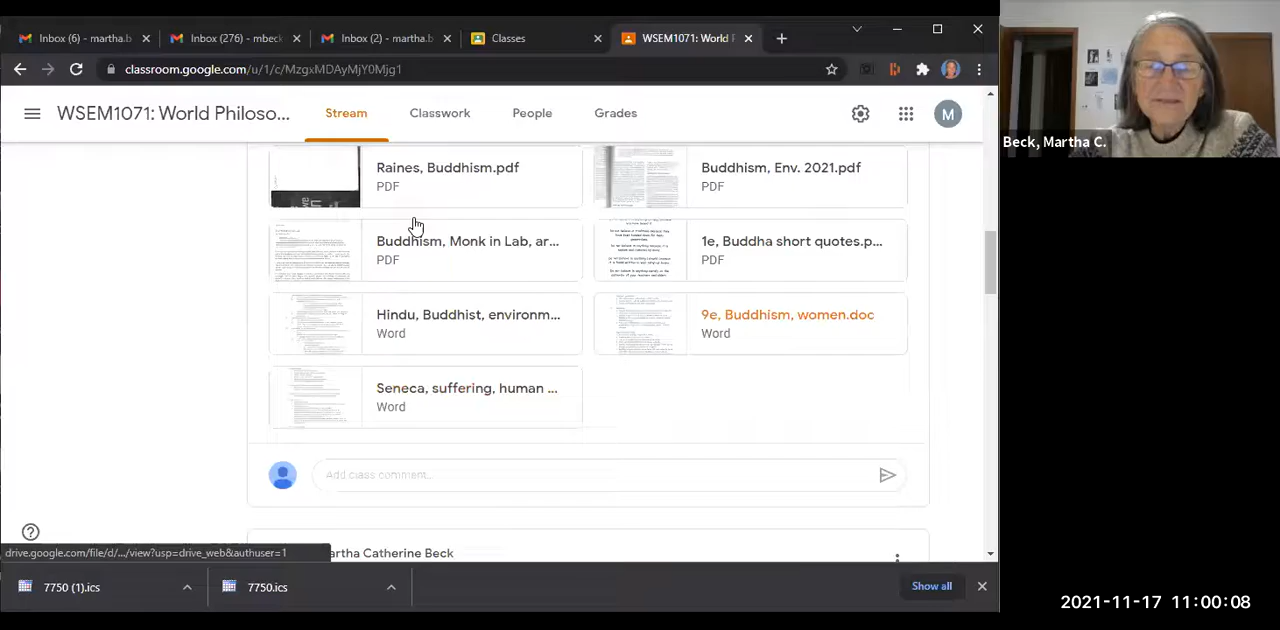 Inbox (6) - martha.b
Inbox (276) - mbeck
Inbox (2) - martha.b
Classes
WSEM1071: World F
classroom.google.com/u/1/c/MzgxMDAyMjY0Mjg1
WSEM1071: World Philoso...
Stream
Classwork
People
Grades
M
Beck, Martha C.
Raines, Buddhism.pdf
PDF
Buddhism, Env. 2021.pdf
PDF
Buddhism, Monk in Lab, ar...
PDF
1e, Buddha short quotes.p...
PDF
Hindu, Buddhist, environm...
Word
9e, Buddhism, women.doc
Word
Seneca, suffering, human ...
Word
Add class comment...
drive.google.com/file/d/.../view?usp=drive_web&authuser=1
artha Catherine Beck
7750 (1).ics
7750.ics
Show all
2021-11-17 11:00:08